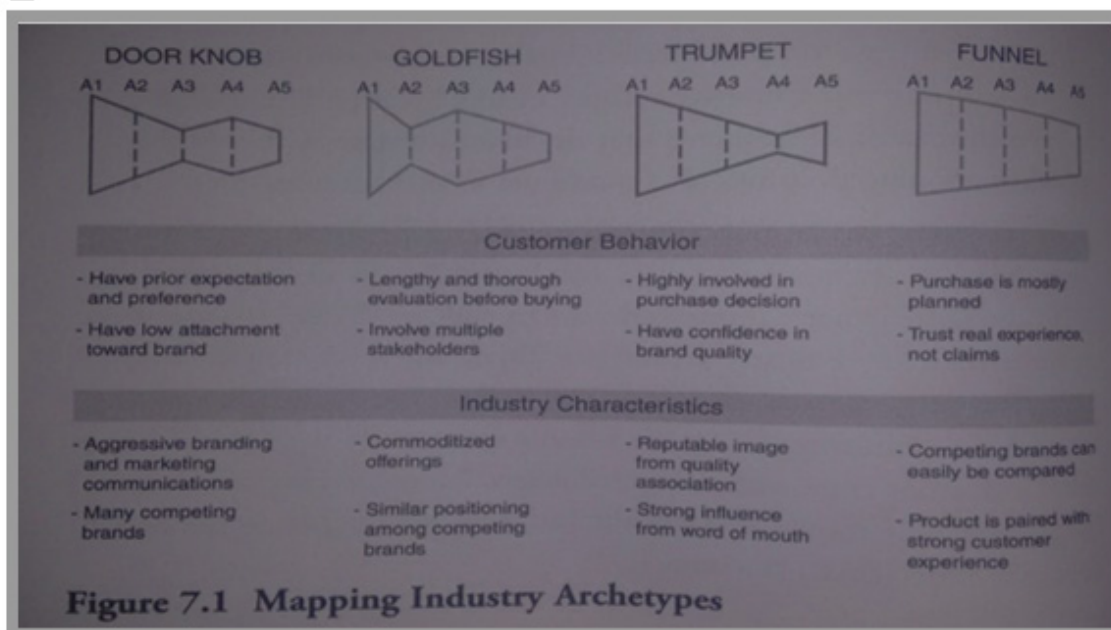 DOOR KNOB
A1 A2 A3 A4 A5
GOLDFISH
A1 A2 A3 A4 A5
TRUMPET
A1 A2 A3 A4 A5
FUNNEL
A1 A2 A3 A4 A5
Customer Behavior
- Have prior expectation
and preference
- Have low attachment
toward brand
- Lengthy and thorough
evaluation before buying
- Involve multiple
stakeholders
- Highly involved in
purchase decision
- Have confidence in
brand quality
- Purchase is mostly
planned
- Trust real experience,
not claims
Industry Characteristics
- Aggressive branding
and marketing
communications
- Many competing
brands
- Commoditized
offerings
- Similar positioning
among competing
brands
- Reputable image
from quality
association
- Strong influence
from word of mouth
- Competing brands can
easily be compared
- Product is paired with
strong customer
experience
Figure 7.1 Mapping Industry Archetypes